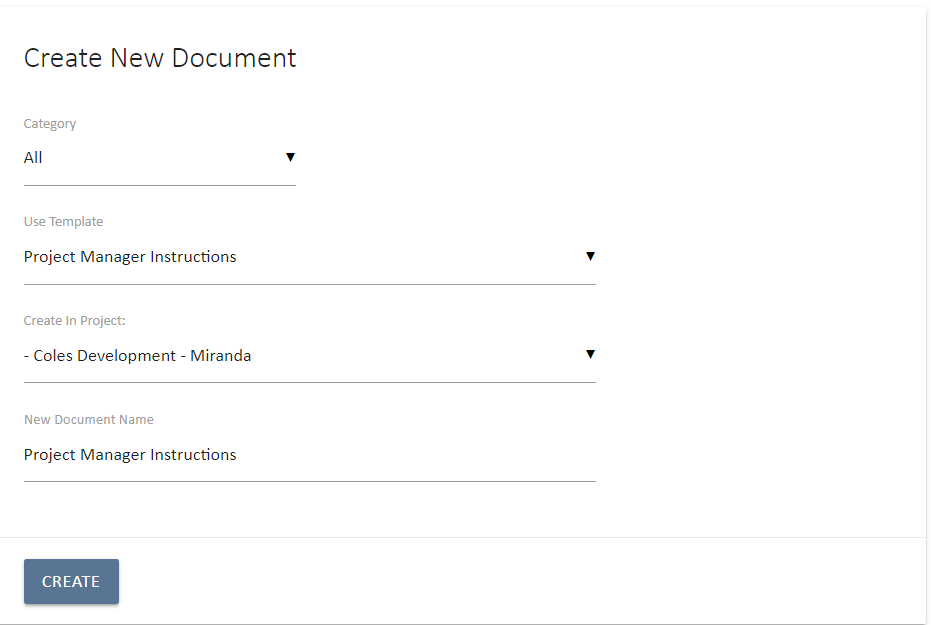 Create New Document
Category
All
Use Template
Project Manager Instructions
Create In Project:
- Coles Development - Miranda
New Document Name
Project Manager Instructions
CREATE